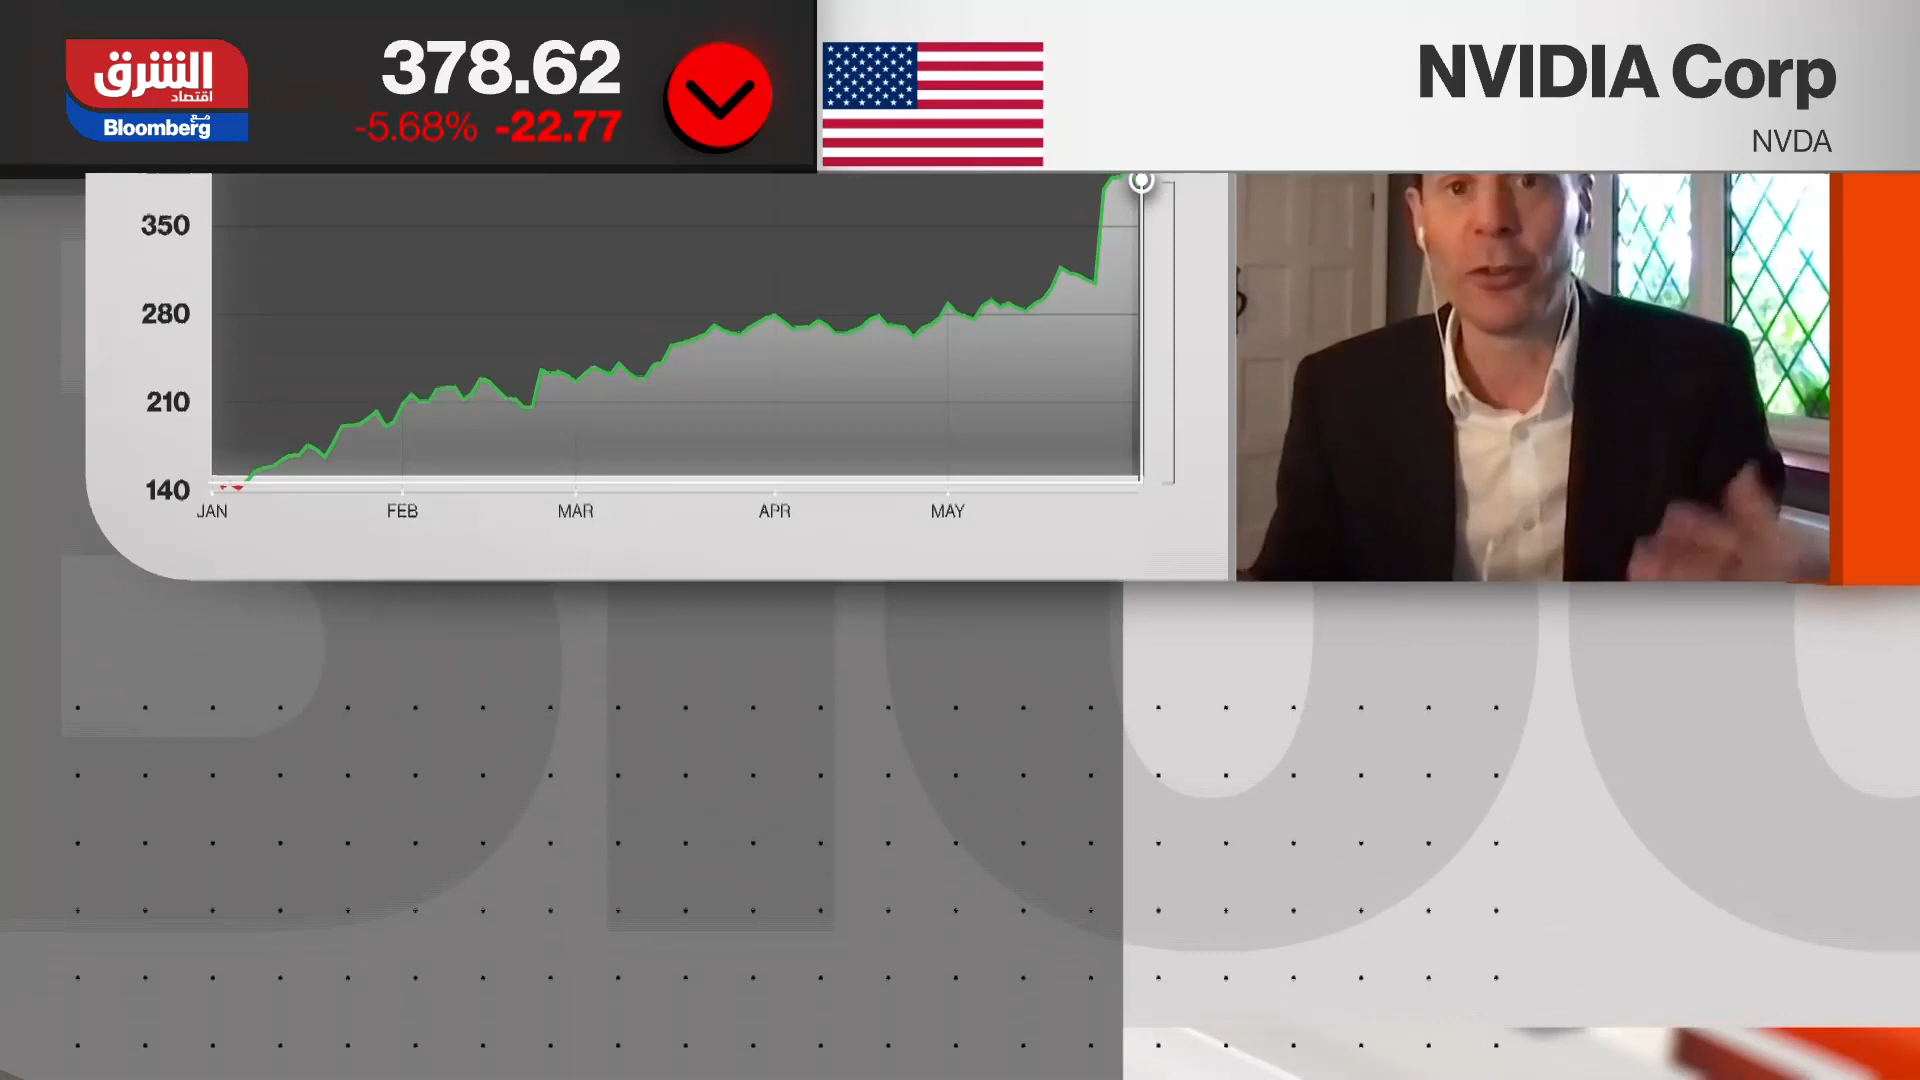 الشرق
اقتصاد
مع
Bloomberg
378.62
-5.68% -22.77
NVIDIA Corp
NVDA
350
280
210
140
JAN FEB MAR APR MAY